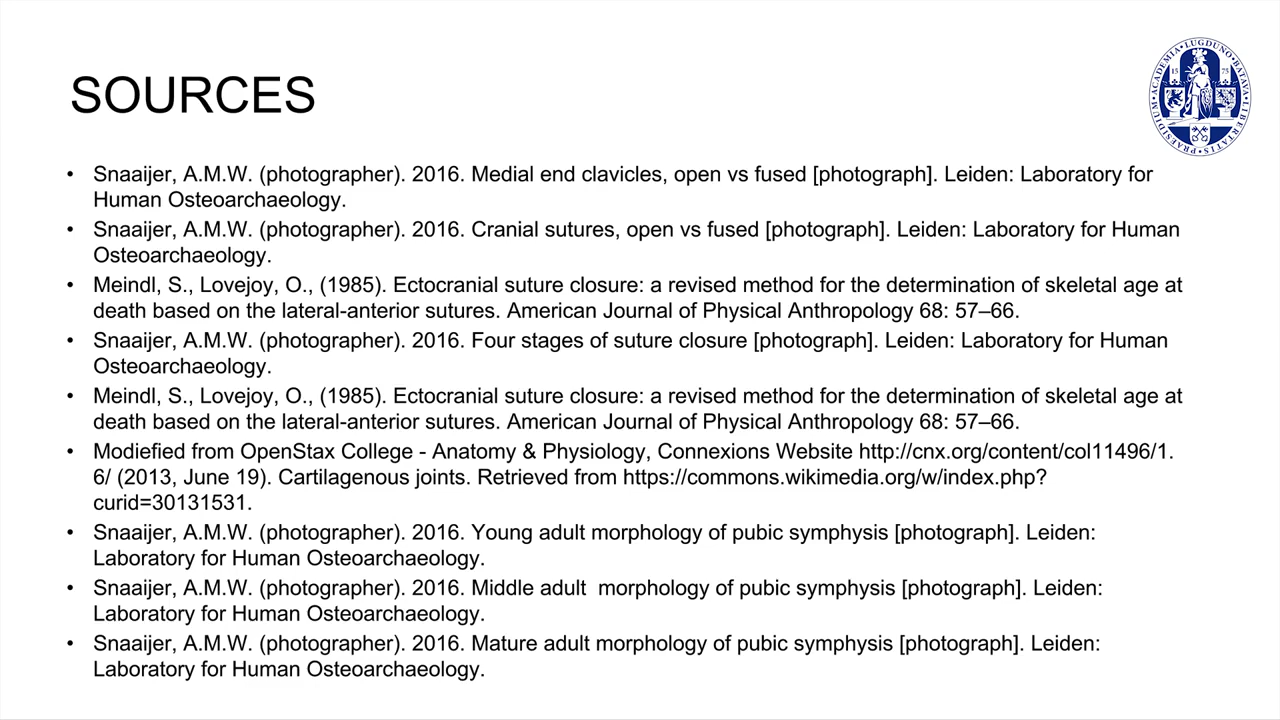 SOURCES
ACADEMIA LUGDUNO BATAVA LIBERTATIS PRAESIDIUM
15 75
• Snaaijer, A.M.W. (photographer). 2016. Medial end clavicles, open vs fused [photograph]. Leiden: Laboratory for
Human Osteoarchaeology.
• Snaaijer, A.M.W. (photographer). 2016. Cranial sutures, open vs fused [photograph]. Leiden: Laboratory for Human
Osteoarchaeology.
• Meindl, S., Lovejoy, O., (1985). Ectocranial suture closure: a revised method for the determination of skeletal age at
death based on the lateral-anterior sutures. American Journal of Physical Anthropology 68: 57–66.
• Snaaijer, A.M.W. (photographer). 2016. Four stages of suture closure [photograph]. Leiden: Laboratory for Human
Osteoarchaeology.
• Meindl, S., Lovejoy, O., (1985). Ectocranial suture closure: a revised method for the determination of skeletal age at
death based on the lateral-anterior sutures. American Journal of Physical Anthropology 68: 57–66.
• Modiefied from OpenStax College - Anatomy & Physiology, Connexions Website http://cnx.org/content/col11496/1.
6/ (2013, June 19). Cartilagenous joints. Retrieved from https://commons.wikimedia.org/w/index.php?
curid=30131531.
• Snaaijer, A.M.W. (photographer). 2016. Young adult morphology of pubic symphysis [photograph]. Leiden:
Laboratory for Human Osteoarchaeology.
• Snaaijer, A.M.W. (photographer). 2016. Middle adult  morphology of pubic symphysis [photograph]. Leiden:
Laboratory for Human Osteoarchaeology.
• Snaaijer, A.M.W. (photographer). 2016. Mature adult morphology of pubic symphysis [photograph]. Leiden:
Laboratory for Human Osteoarchaeology.